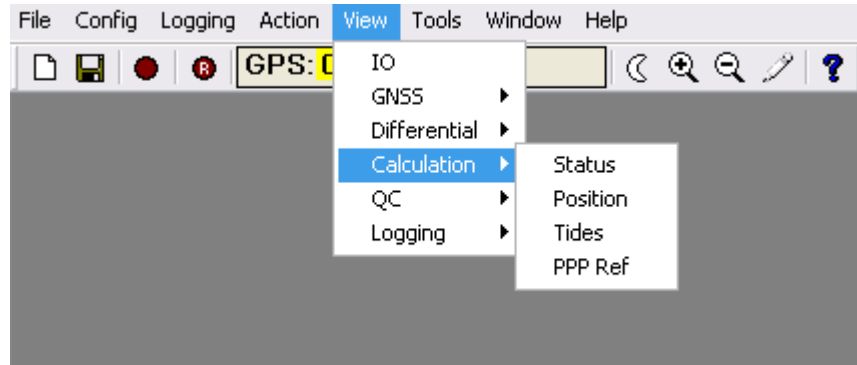 File Config Logging Action View Tools Window Help
R GPS: ?
IO
GNSS
Differential
Calculation
QC
Logging
Status
Position
Tides
PPP Ref